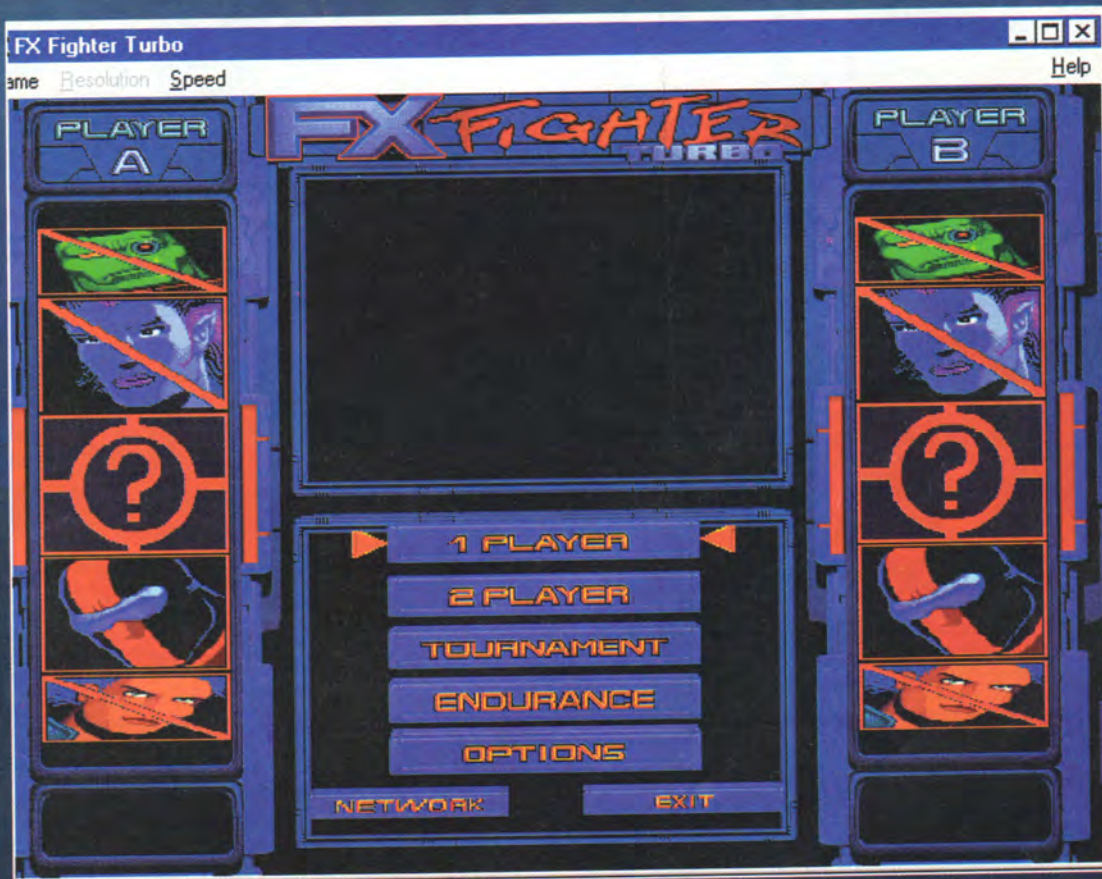 FX Fighter Turbo
ame Resolution Speed Help
PLAYER
A
FX FIGHTER
TURBO
PLAYER
B
?
?
1 PLAYER
2 PLAYER
TOURNAMENT
ENDURANCE
OPTIONS
NETWORK EXIT